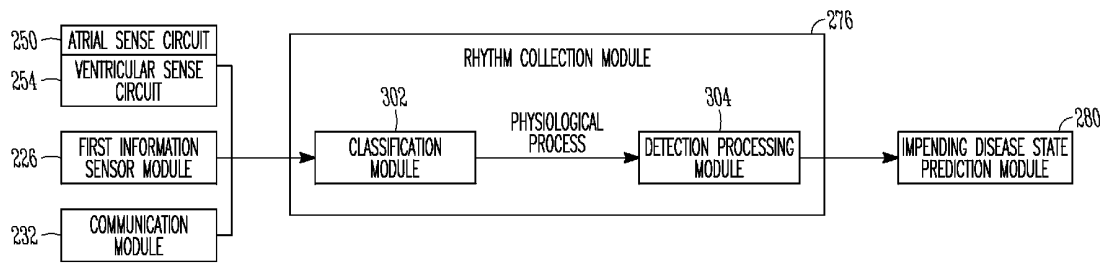 276
250
ATRIAL SENSE CIRCUIT
254
VENTRICULAR SENSE
CIRCUIT
RHYTHM COLLECTION MODULE
226
FIRST INFORMATION
SENSOR MODULE
302
CLASSIFICATION
MODULE
PHYSIOLOGICAL
PROCESS
304
DETECTION PROCESSING
MODULE
280
IMPENDING DISEASE STATE
PREDICTION MODULE
232
COMMUNICATION
MODULE